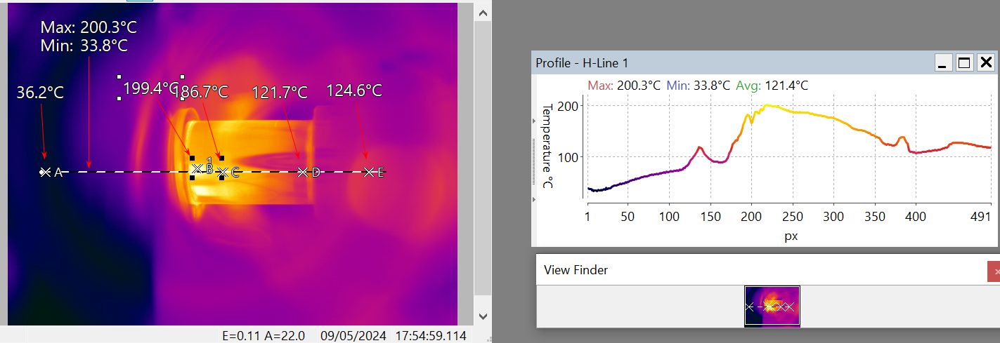 Max: 200.3°C
Min: 33.8°C
36.2°C
199.4°C
186.7°C
121.7°C
124.6°C
1
A
B
C
D
E
E=0.11 A=22.0 09/05/2024 17:54:59.114
Profile - H-Line 1
Max: 200.3°C Min: 33.8°C Avg: 121.4°C
Temperature °C
200
100
1 50 100 150 200 250 300 350 400 491
px
View Finder